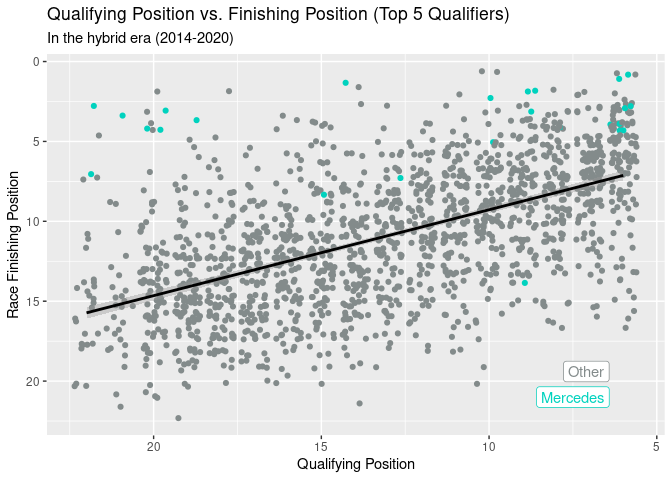 Qualifying Position vs. Finishing Position (Top 5 Qualifiers)
In the hybrid era (2014-2020)
0
5
10
15
20
Race Finishing Position
Other
Mercedes
20
15
10
5
Qualifying Position